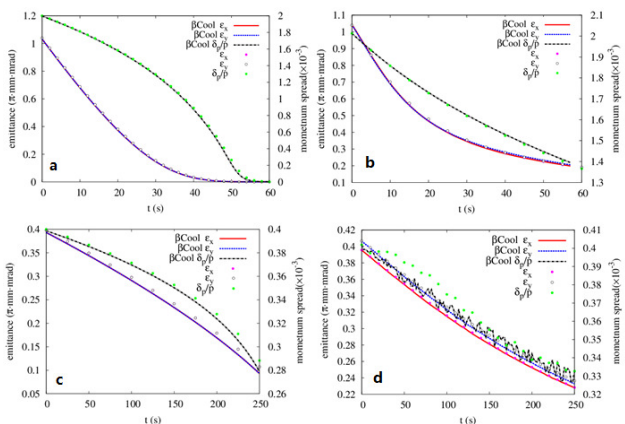 βCool εx
βCool εy
βCool δp/p
εx
εy
δp/p
emittance (π·mm·mrad)
1.2
1
0.8
0.6
0.4
0.2
0
a
2
1.8
1.6
1.4
1.2
1
0.8
0.6
0.4
0.2
0
mometnum spread(×10⁻³)
0 10 20 30 40 50 60
t (s)
βCool εx
βCool εy
βCool δp/p
εx
εy
δp/p
emittance (π·mm·mrad)
1.1
1
0.9
0.8
0.7
0.6
0.5
0.4
0.3
0.2
0.1
b
2.1
2
1.9
1.8
1.7
1.6
1.5
1.4
1.3
mometnum spread(×10⁻³)
0 10 20 30 40 50 60
t (s)
βCool εx
βCool εy
βCool δp/p
εx
εy
δp/p
emittance (π·mm·mrad)
0.4
0.35
0.3
0.25
0.2
0.15
0.1
0.05
c
0.4
0.38
0.36
0.34
0.32
0.3
0.28
0.26
mometnum spread(×10⁻³)
0 50 100 150 200 250
t (s)
βCool εx
βCool εy
βCool δp/p
εx
εy
δp/p
emittance (π·mm·mrad)
0.42
0.4
0.38
0.36
0.34
0.32
0.3
0.28
0.26
0.24
0.22
d
0.41
0.4
0.39
0.38
0.37
0.36
0.35
0.34
0.33
0.32
mometnum spread(×10⁻³)
0 50 100 150 200 250
t (s)